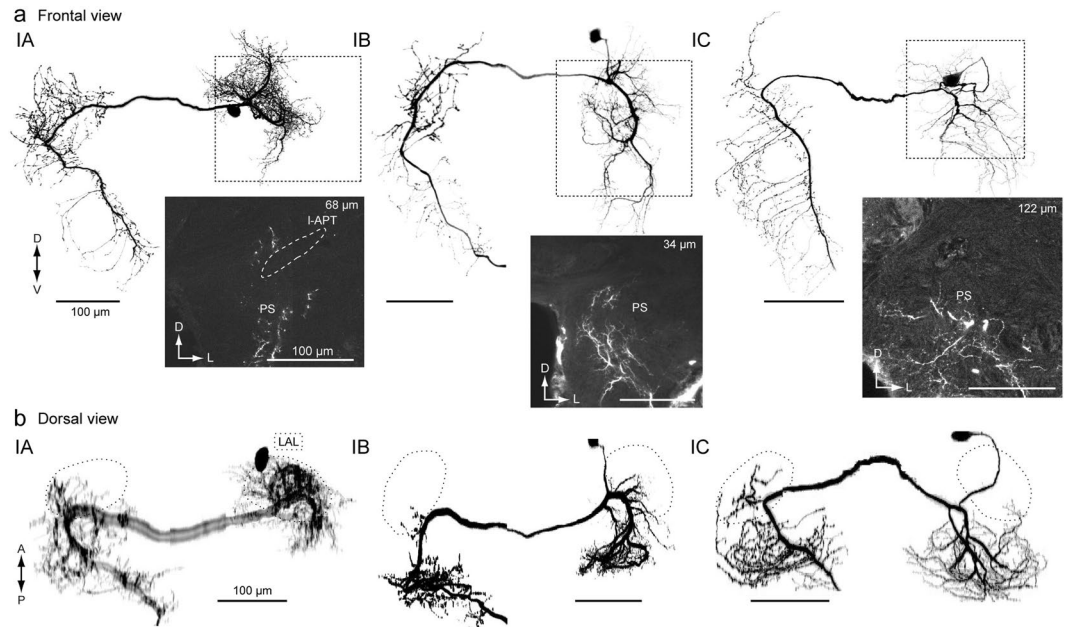 a Frontal view
IA
IB
IC
68 µm
l-APT
PS
D
L
100 µm
D
V
100 µm
34 µm
PS
D
L
122 µm
PS
D
L
b Dorsal view
IA
LAL
IB
IC
A
P
100 µm